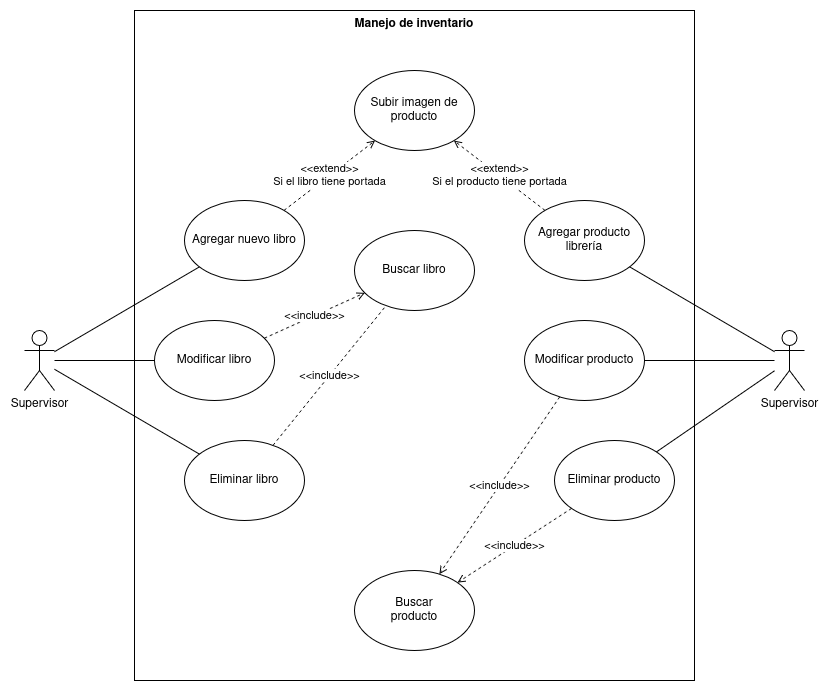 Manejo de inventario
Subir imagen de
producto
<<extend>>
Si el libro tiene portada
<<extend>>
Si el producto tiene portada
Agregar nuevo libro
Agregar producto
librería
Buscar libro
<<include>>
Modificar libro
Modificar producto
<<include>>
Supervisor
Supervisor
Eliminar libro
Eliminar producto
<<include>>
<<include>>
Buscar
producto